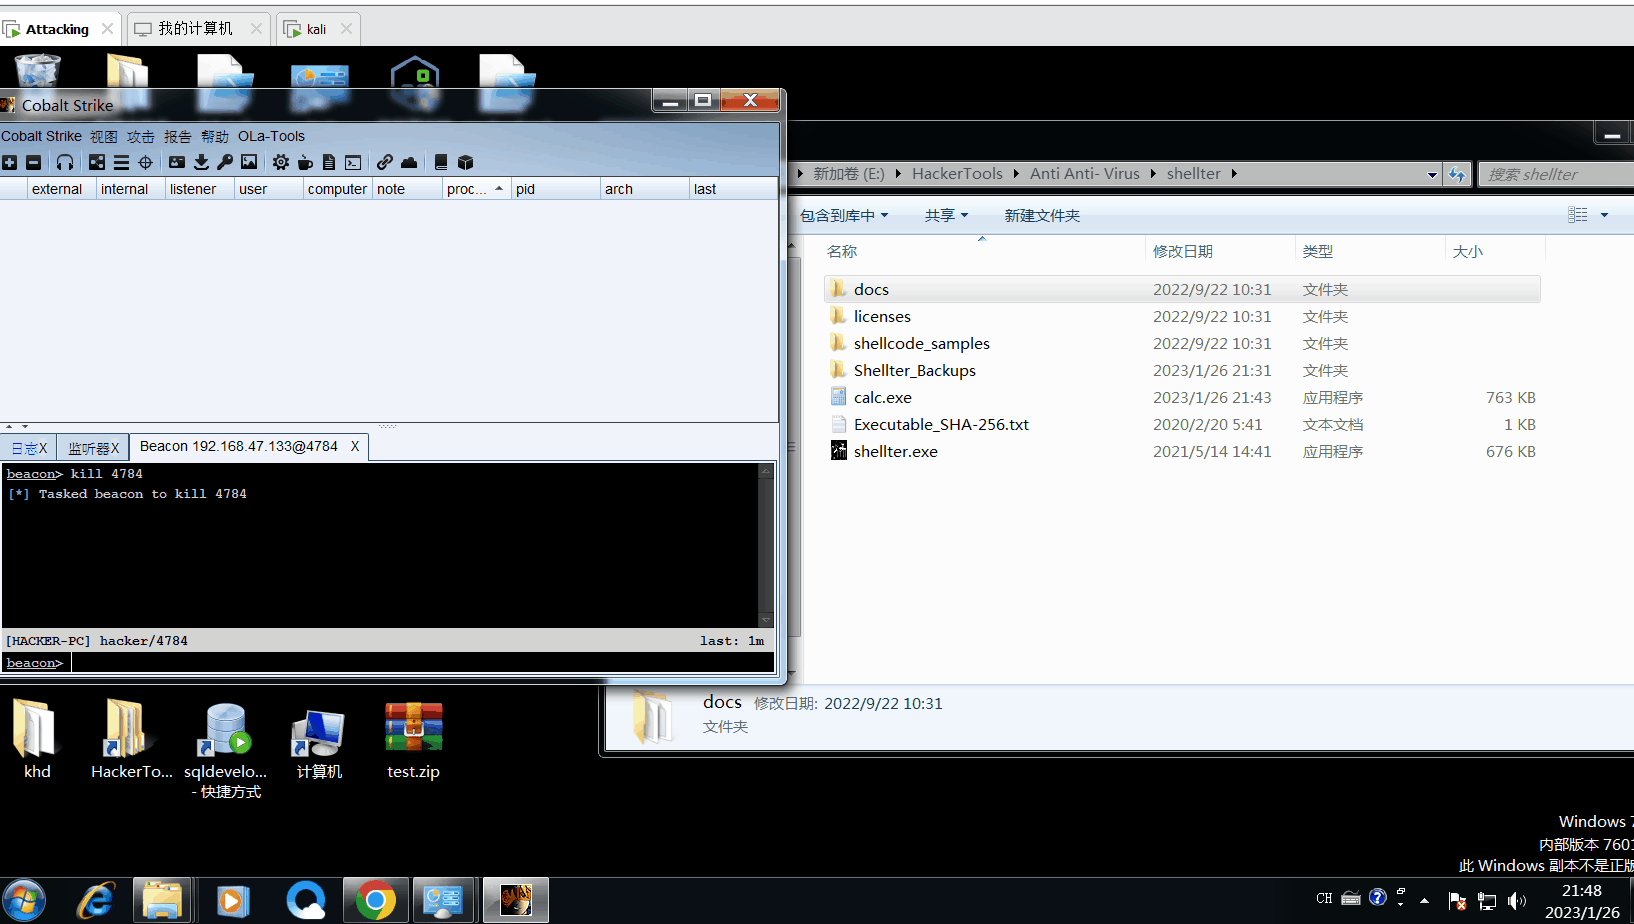 Attacking
我的计算机
kali
Cobalt Strike
Cobalt Strike 视图 攻击 报告 帮助 OLa-Tools
external internal listener user computer note proc... pid arch last
日志X 监听器X Beacon 192.168.47.133@4784 X
beacon> kill 4784
[*] Tasked beacon to kill 4784
[HACKER-PC] hacker/4784 last: 1m
beacon>
新加卷 (E:) HackerTools Anti Anti- Virus shellter
搜索 shellter
包含到库中 共享 新建文件夹
名称 修改日期 类型 大小
docs 2022/9/22 10:31 文件夹
licenses 2022/9/22 10:31 文件夹
shellcode_samples 2022/9/22 10:31 文件夹
Shellter_Backups 2023/1/26 21:31 文件夹
calc.exe 2023/1/26 21:43 应用程序 763 KB
Executable_SHA-256.txt 2020/2/20 5:41 文本文档 1 KB
shellter.exe 2021/5/14 14:41 应用程序 676 KB
docs 修改日期: 2022/9/22 10:31
文件夹
khd
HackerTo...
sqldevelo...
- 快捷方式
计算机
test.zip
Windows 7
内部版本 7601
此 Windows 副本不是正版
CH
21:48
2023/1/26